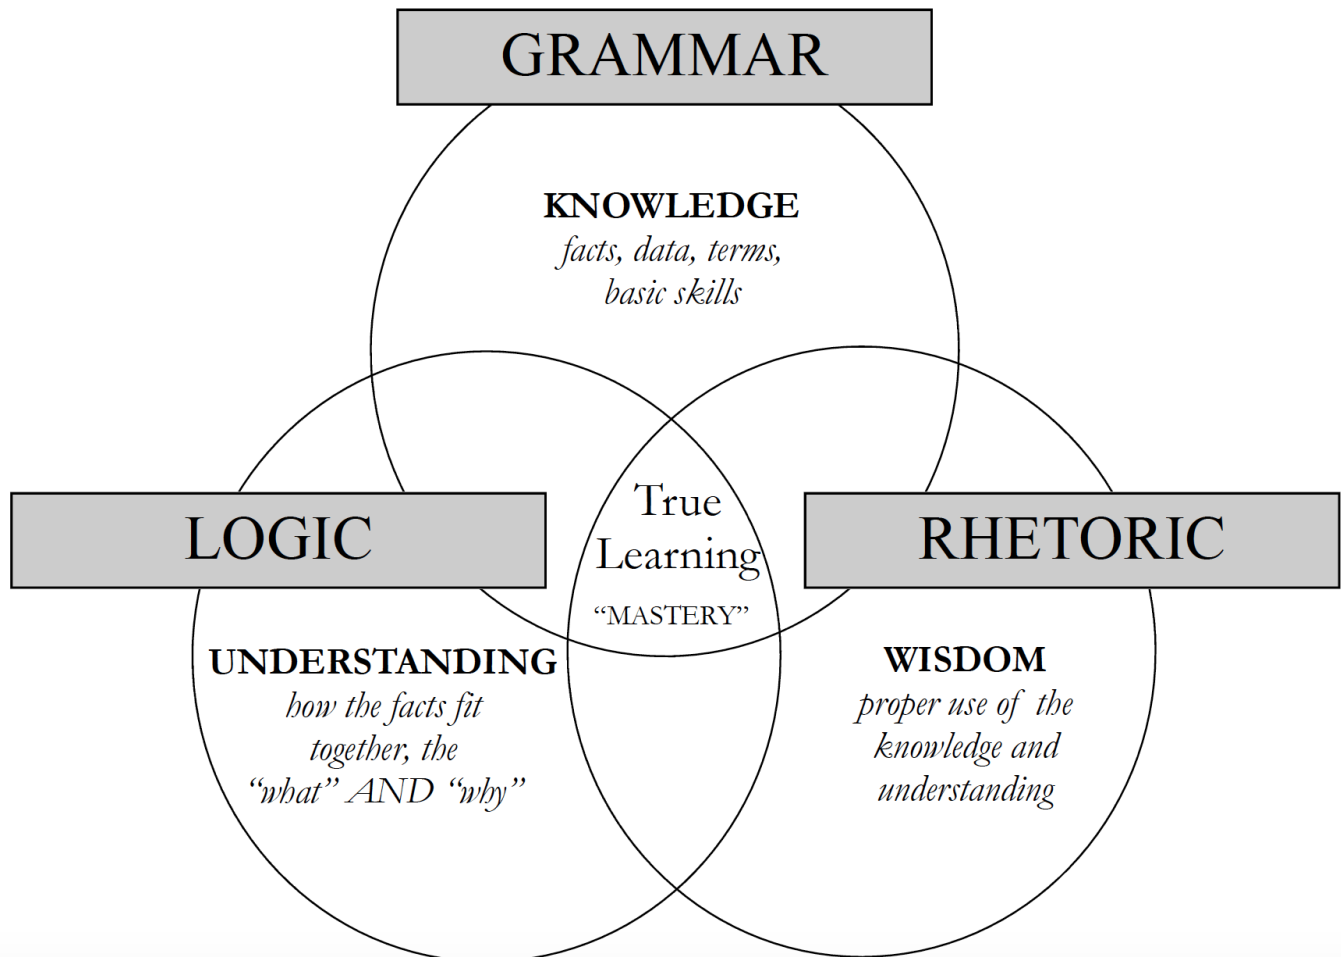 GRAMMAR
KNOWLEDGE
facts, data, terms,
basic skills
True
Learning
“MASTERY”
LOGIC
UNDERSTANDING
how the facts fit
together, the
“what” AND “why”
RHETORIC
WISDOM
proper use of the
knowledge and
understanding